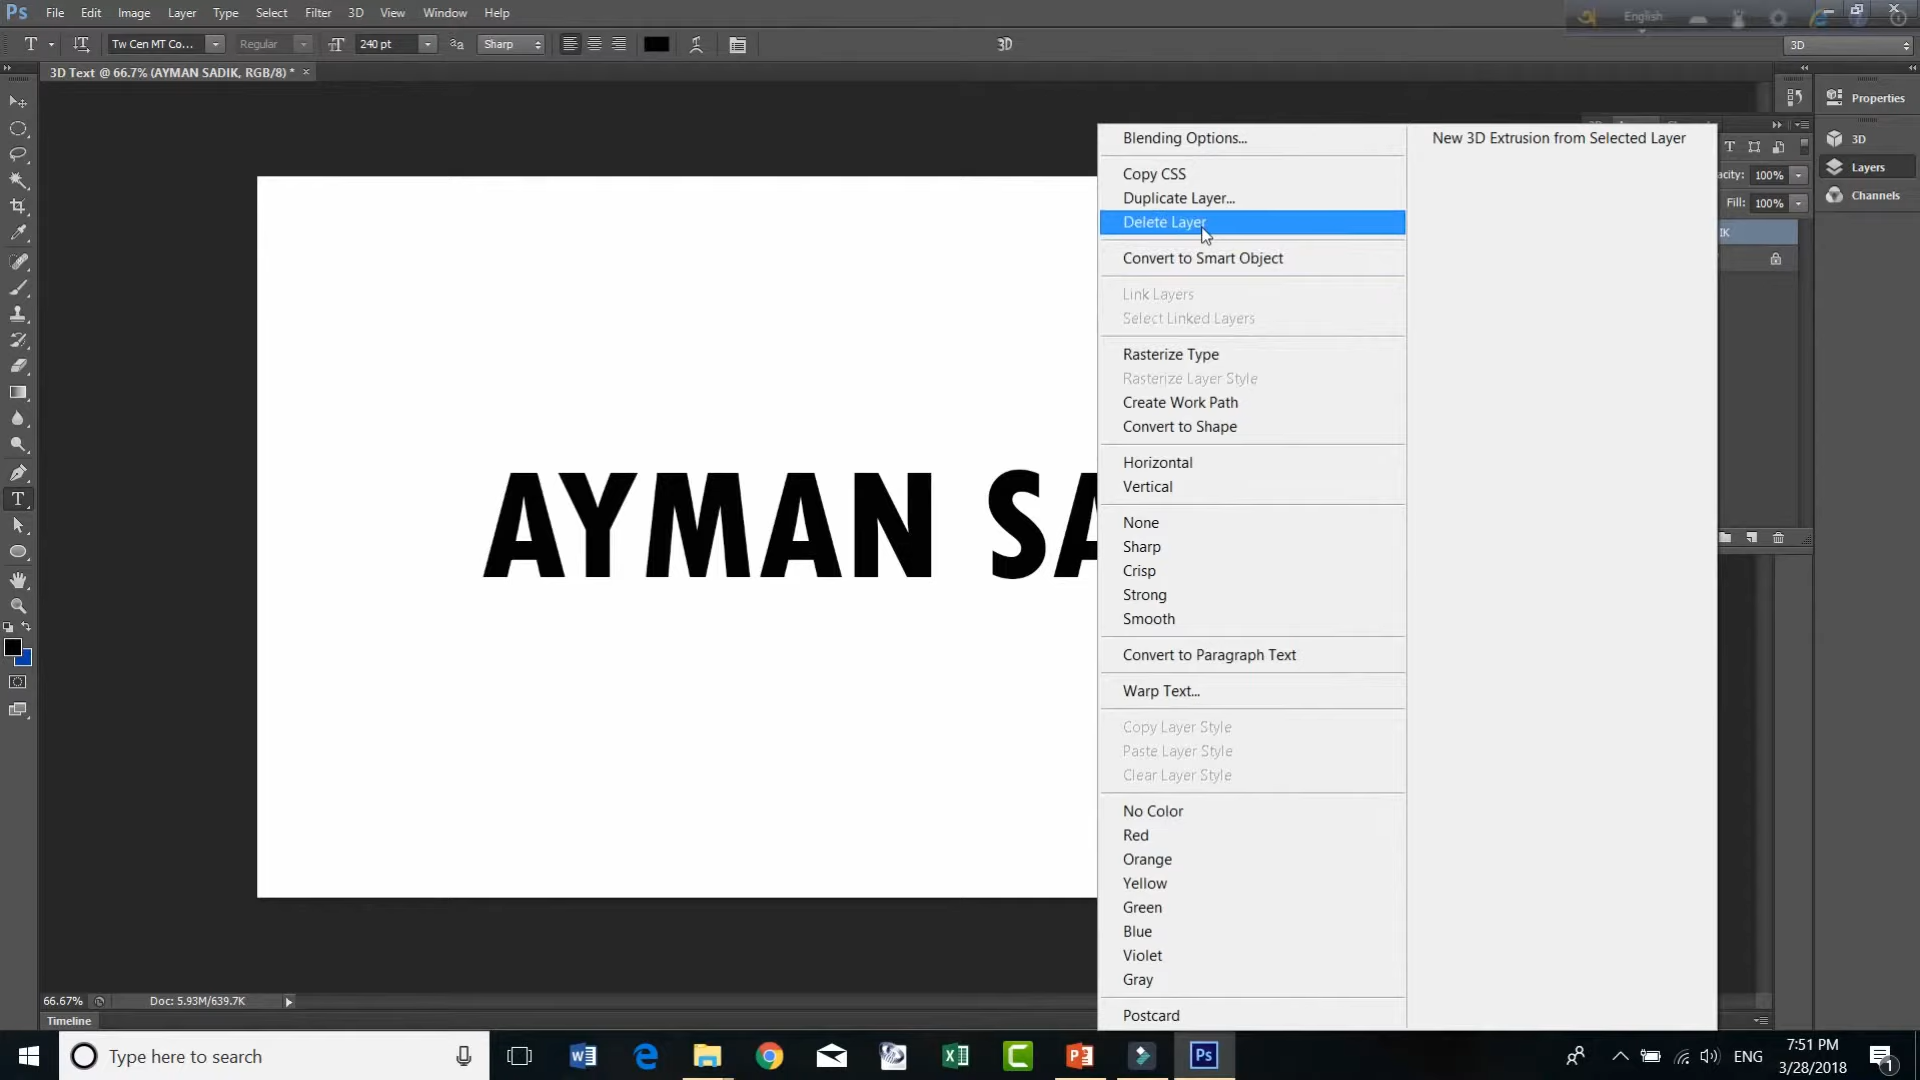 Ps File Edit Image Layer Type Select Filter 3D View Window Help
English
T Tw Cen MT Co... Regular 240 pt Sharp 3D 3D
3D Text @ 66.7% (AYMAN SADIK, RGB/8) * ×
Properties
3D
Layers
Channels
acity: 100%
Fill: 100%
IK
Blending Options...
Copy CSS
Duplicate Layer...
Delete Layer
Convert to Smart Object
Link Layers
Select Linked Layers
Rasterize Type
Rasterize Layer Style
Create Work Path
Convert to Shape
Horizontal
Vertical
None
Sharp
Crisp
Strong
Smooth
Convert to Paragraph Text
Warp Text...
Copy Layer Style
Paste Layer Style
Clear Layer Style
No Color
Red
Orange
Yellow
Green
Blue
Violet
Gray
Postcard
New 3D Extrusion from Selected Layer
AYMAN SA
66.67% Doc: 5.93M/639.7K
Timeline
Type here to search
ENG
7:51 PM
3/28/2018
1